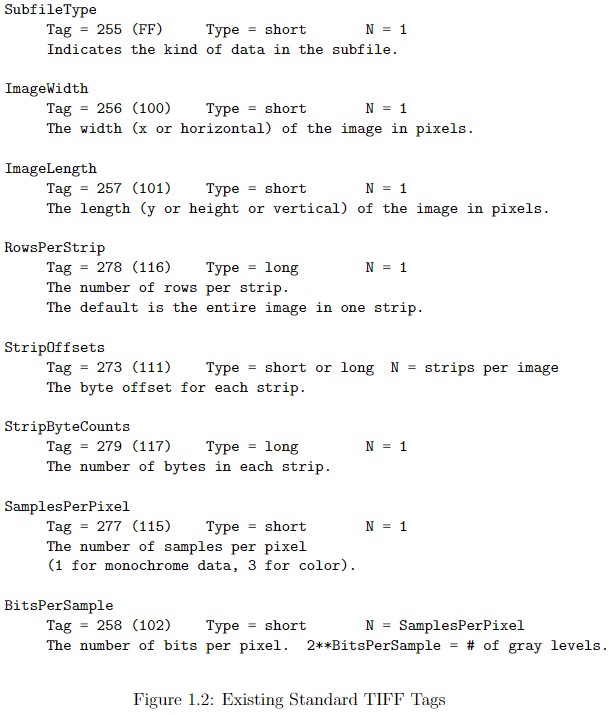 SubfileType
Tag = 255 (FF) Type = short N = 1
Indicates the kind of data in the subfile.
ImageWidth
Tag = 256 (100) Type = short N = 1
The width (x or horizontal) of the image in pixels.
ImageLength
Tag = 257 (101) Type = short N = 1
The length (y or height or vertical) of the image in pixels.
RowsPerStrip
Tag = 278 (116) Type = long N = 1
The number of rows per strip.
The default is the entire image in one strip.
StripOffsets
Tag = 273 (111) Type = short or long N = strips per image
The byte offset for each strip.
StripByteCounts
Tag = 279 (117) Type = long N = 1
The number of bytes in each strip.
SamplesPerPixel
Tag = 277 (115) Type = short N = 1
The number of samples per pixel
(1 for monochrome data, 3 for color).
BitsPerSample
Tag = 258 (102) Type = short N = SamplesPerPixel
The number of bits per pixel. 2**BitsPerSample = # of gray levels.
Figure 1.2: Existing Standard TIFF Tags